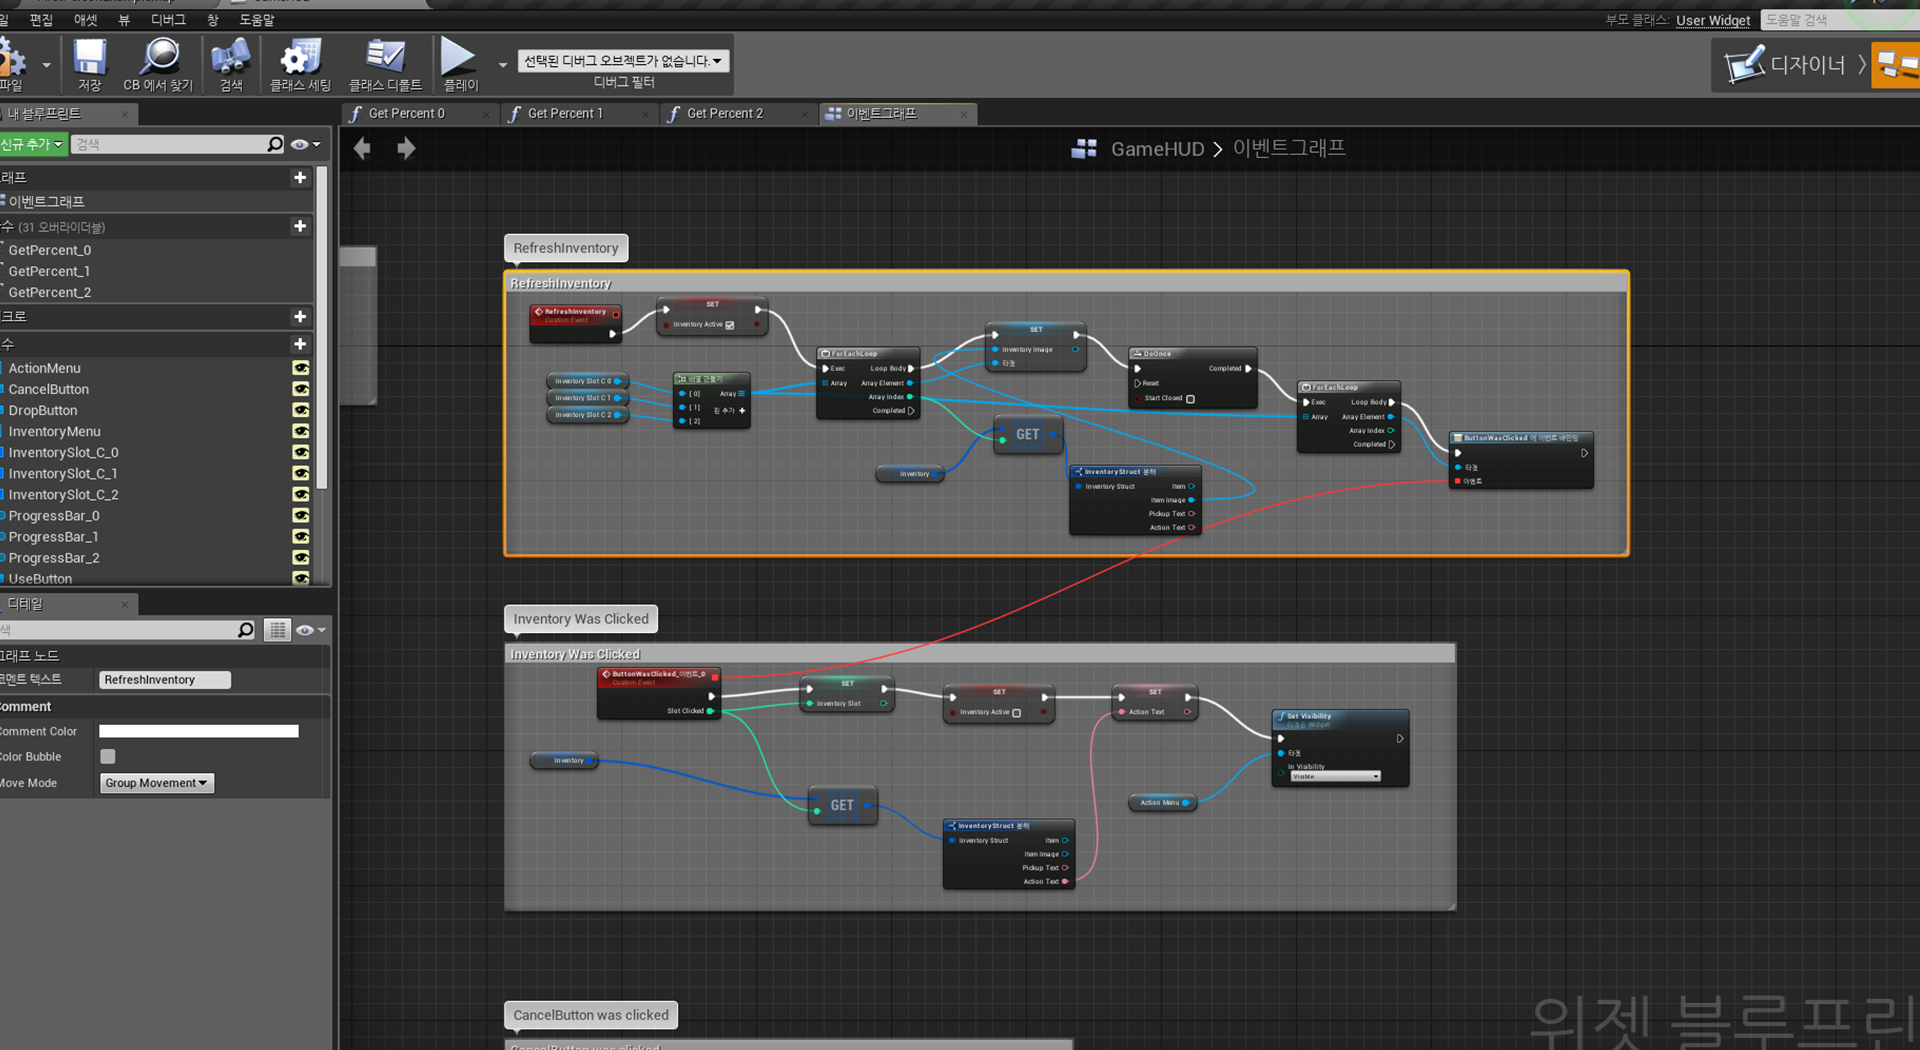 GameHUD
편집 애셋 뷰 디버그 창 도움말
부모 클래스: User Widget
도움말 검색
파일
저장
CB 에서 찾기
검색
클래스 세팅
클래스 디폴트
플레이
선택된 디버그 오브젝트가 없습니다.
디버그 필터
디자이너
내 블루프린트
Get Percent 0
Get Percent 1
Get Percent 2
이벤트그래프
신규 추가
검색
GameHUD > 이벤트그래프
래프
이벤트그래프
수 (31 오버라이더블)
GetPercent_0
GetPercent_1
GetPercent_2
크로
수
ActionMenu
CancelButton
DropButton
InventoryMenu
InventorySlot_C_0
InventorySlot_C_1
InventorySlot_C_2
ProgressBar_0
ProgressBar_1
ProgressBar_2
UseButton
디테일
색
그래프 노드
코멘트 텍스트
RefreshInventory
Comment
Comment Color
Color Bubble
Move Mode
Group Movement
RefreshInventory
RefreshInventory
RefreshInventory
Custom Event
SET
Inventory Active
Inventory Slot C 0
Inventory Slot C 1
Inventory Slot C 2
배열 만들기
[0]
Array
[1]
핀 추가
[2]
ForEachLoop
Exec
Loop Body
Array
Array Element
Array Index
Completed
SET
Inventory Image
타깃
DoOnce
Completed
Reset
Start Closed
ForEachLoop
Exec
Loop Body
Array
Array Element
Array Index
Completed
GET
Inventory
InventoryStruct 분해
Inventory Struct
Item
Item Image
Pickup Text
Action Text
ButtonWasClicked 에 이벤트 바인딩
타깃
이벤트
Inventory Was Clicked
Inventory Was Clicked
ButtonWasClicked_이벤트_0
Custom Event
Slot Clicked
SET
Inventory Slot
SET
Inventory Active
SET
Action Text
Set Visibility
타깃은 Widget
타깃
In Visibility
Visible
Inventory
GET
Action Menu
InventoryStruct 분해
Inventory Struct
Item
Item Image
Pickup Text
Action Text
CancelButton was clicked
CancelButton was clicked
위젯 블루프린